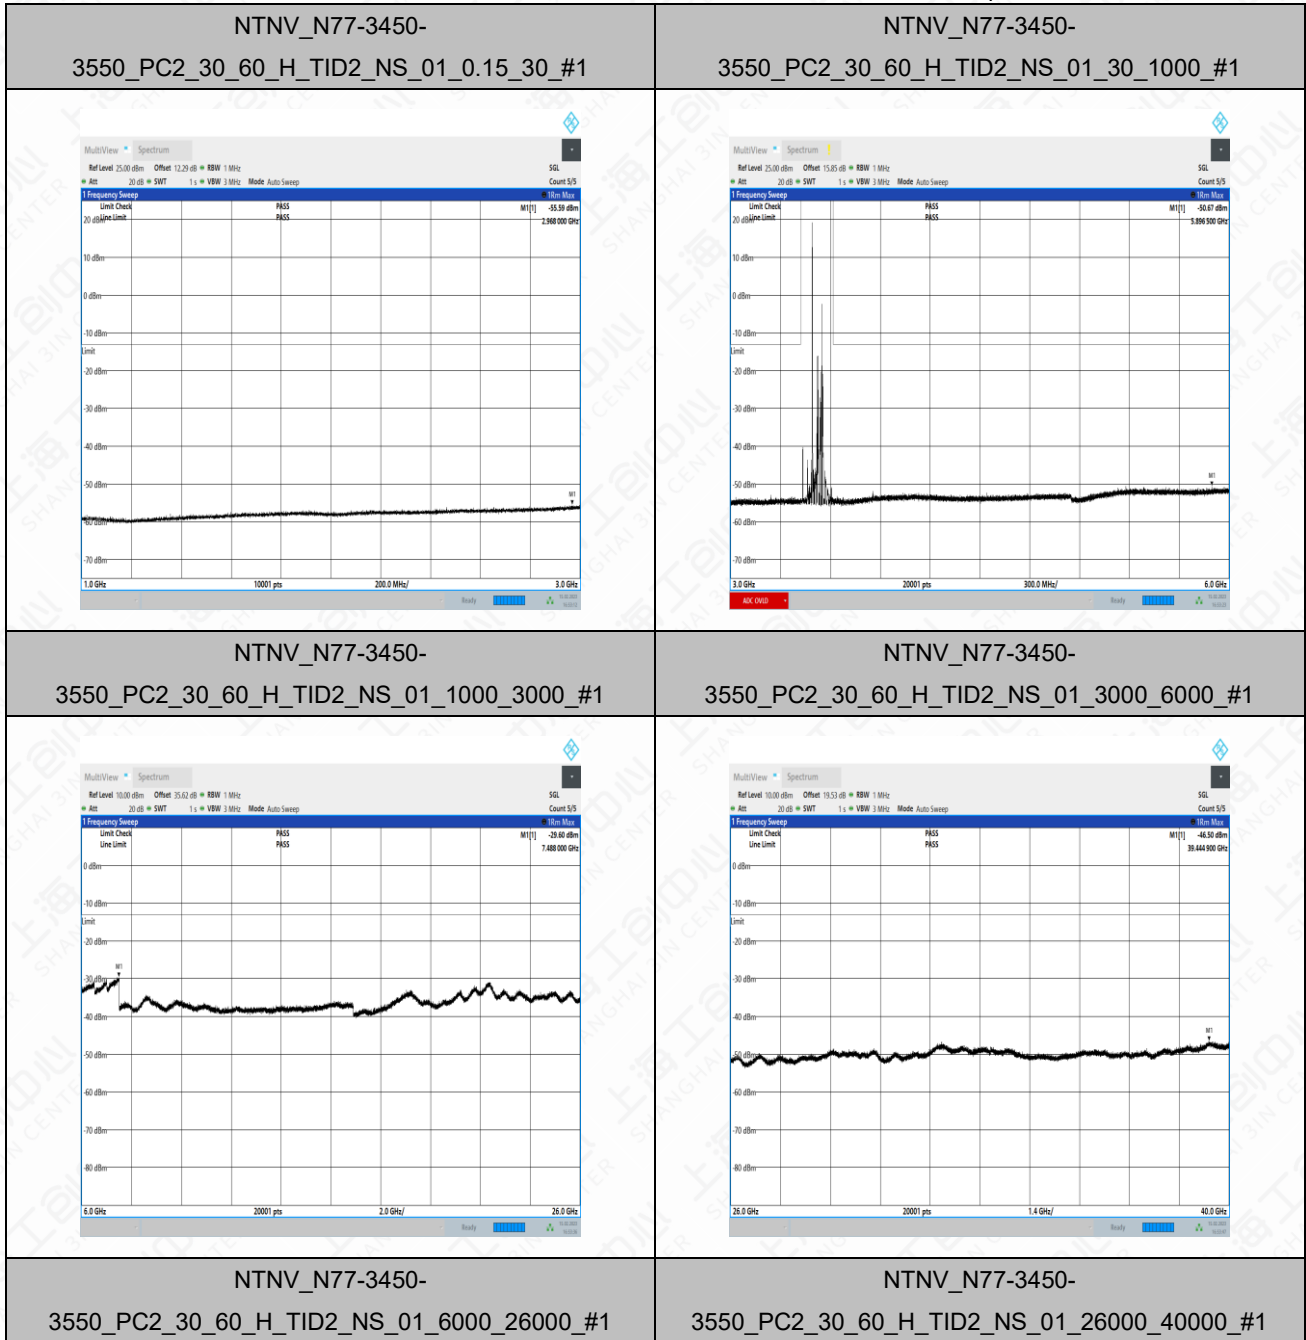 NTNV_N77-3450-
3550_PC2_30_60_H_TID2_NS_01_0.15_30_#1
NTNV_N77-3450-
3550_PC2_30_60_H_TID2_NS_01_30_1000_#1
MultiView Spectrum
Ref Level 25.00 dBm Offset 12.29 dB RBW 1 MHz SGL
Att 20 dB SWT 1 s VBW 3 MHz Mode Auto Sweep Count 5/5
1 Frequency Sweep 1Rm Max
Limit Check PASS M1[1] -55.59 dBm
Line Limit PASS 2.968 000 GHz
20 dBm
10 dBm
0 dBm
-10 dBm
Limit
-20 dBm
-30 dBm
-40 dBm
-50 dBm
M1
-60 dBm
-70 dBm
1.0 GHz 10001 pts 200.0 MHz/ 3.0 GHz
Ready
MultiView Spectrum
Ref Level 25.00 dBm Offset 15.85 dB RBW 1 MHz SGL
Att 20 dB SWT 1 s VBW 3 MHz Mode Auto Sweep Count 5/5
1 Frequency Sweep 1Rm Max
Limit Check PASS M1[1] -50.67 dBm
Line Limit PASS 5.896 500 GHz
20 dBm
10 dBm
0 dBm
-10 dBm
Limit
-20 dBm
-30 dBm
-40 dBm
M1
-50 dBm
-60 dBm
-70 dBm
3.0 GHz 20001 pts 300.0 MHz/ 6.0 GHz
ADC OVLD Ready
NTNV_N77-3450-
3550_PC2_30_60_H_TID2_NS_01_1000_3000_#1
NTNV_N77-3450-
3550_PC2_30_60_H_TID2_NS_01_3000_6000_#1
MultiView Spectrum
Ref Level 10.00 dBm Offset 35.62 dB RBW 1 MHz SGL
Att 20 dB SWT 1 s VBW 3 MHz Mode Auto Sweep Count 5/5
1 Frequency Sweep 1Rm Max
Limit Check PASS M1[1] -29.60 dBm
Line Limit PASS 7.488 000 GHz
0 dBm
-10 dBm
Limit
-20 dBm
M1
-30 dBm
-40 dBm
-50 dBm
-60 dBm
-70 dBm
-80 dBm
6.0 GHz 20001 pts 2.0 GHz/ 26.0 GHz
Ready
MultiView Spectrum
Ref Level 10.00 dBm Offset 19.53 dB RBW 1 MHz SGL
Att 20 dB SWT 1 s VBW 3 MHz Mode Auto Sweep Count 5/5
1 Frequency Sweep 1Rm Max
Limit Check PASS M1[1] -46.50 dBm
Line Limit PASS 39.444 900 GHz
0 dBm
-10 dBm
Limit
-20 dBm
-30 dBm
-40 dBm
M1
-50 dBm
-60 dBm
-70 dBm
-80 dBm
26.0 GHz 20001 pts 1.4 GHz/ 40.0 GHz
Ready
NTNV_N77-3450-
3550_PC2_30_60_H_TID2_NS_01_6000_26000_#1
NTNV_N77-3450-
3550_PC2_30_60_H_TID2_NS_01_26000_40000_#1